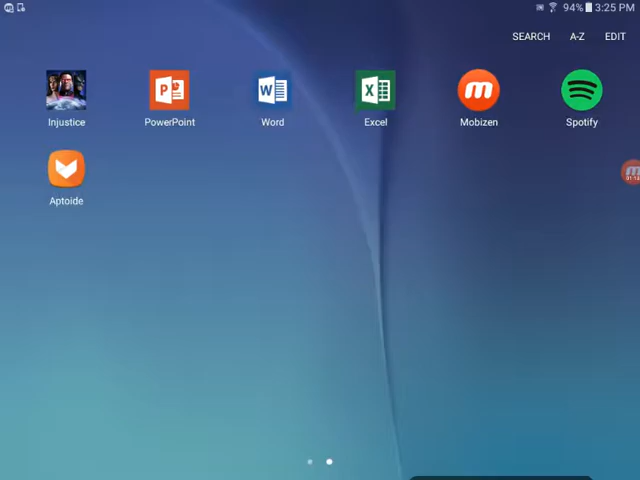 94% 3:25 PM
SEARCH A-Z EDIT
Injustice PowerPoint Word Excel Mobizen Spotify
Aptoide